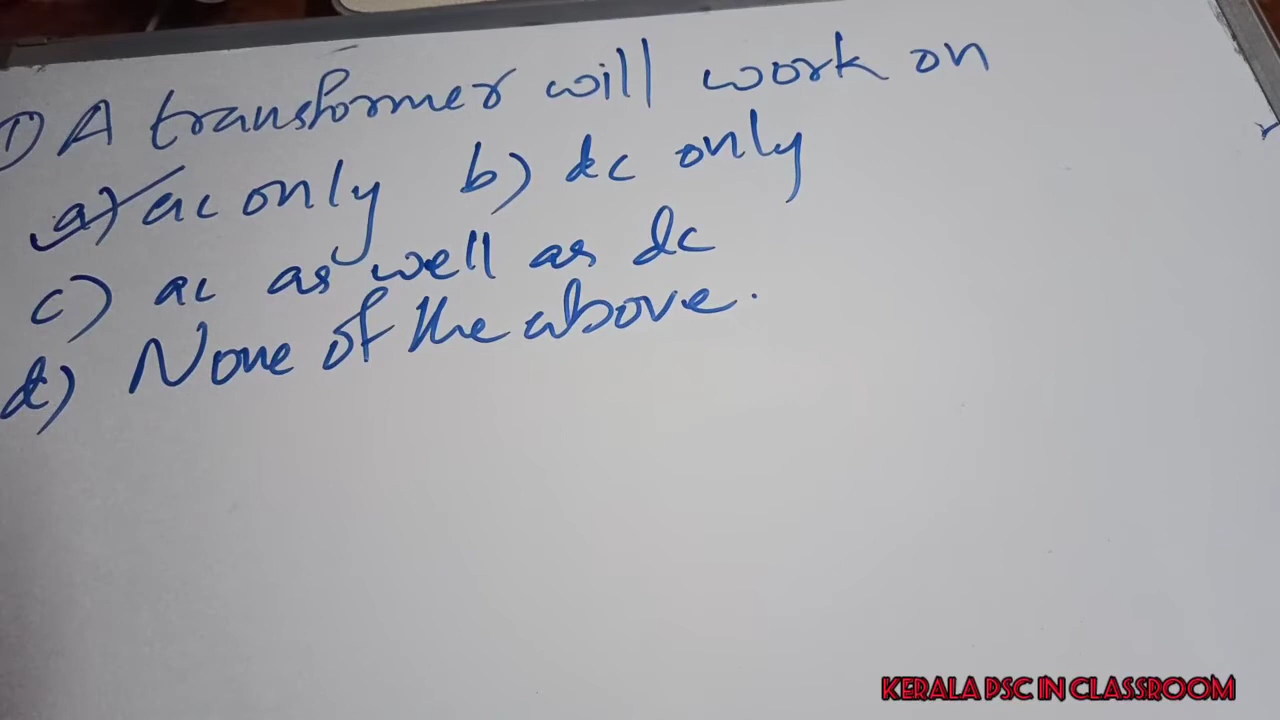 1) A transformer will work on
a) ac only b) dc only
c) ac as well as dc
d) None of the above.
KERALA PSC IN CLASSROOM